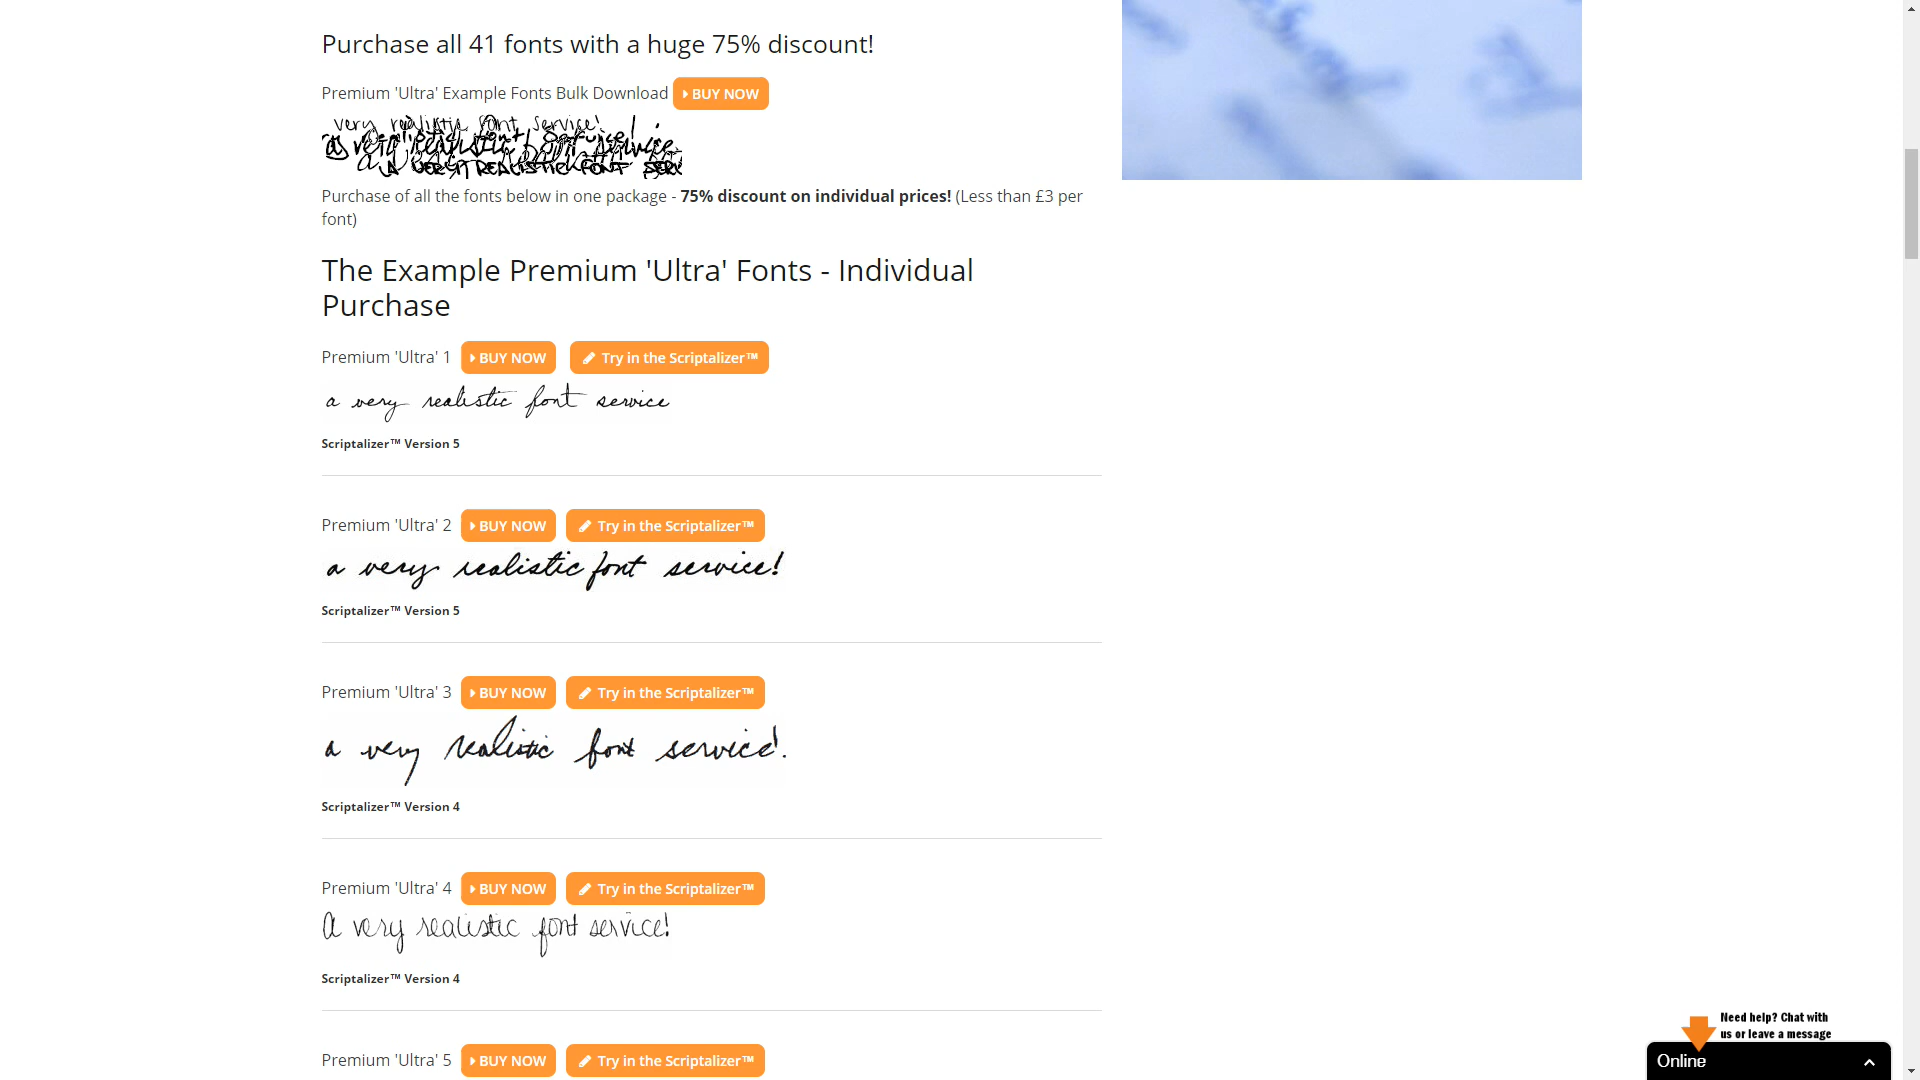 Purchase all 41 fonts with a huge 75% discount!
Premium 'Ultra' Example Fonts Bulk Download BUY NOW
very realistic font service!
Purchase of all the fonts below in one package - 75% discount on individual prices! (Less than £3 per
font)
The Example Premium 'Ultra' Fonts - Individual
Purchase
Premium 'Ultra' 1 BUY NOW Try in the Scriptalizer™
a very realistic font service
Scriptalizer™ Version 5
Premium 'Ultra' 2 BUY NOW Try in the Scriptalizer™
a very realistic font service!
Scriptalizer™ Version 5
Premium 'Ultra' 3 BUY NOW Try in the Scriptalizer™
a very realistic font service!.
Scriptalizer™ Version 4
Premium 'Ultra' 4 BUY NOW Try in the Scriptalizer™
A very realistic font service!
Scriptalizer™ Version 4
Premium 'Ultra' 5 BUY NOW Try in the Scriptalizer™
Need help? Chat with
us or leave a message
Online